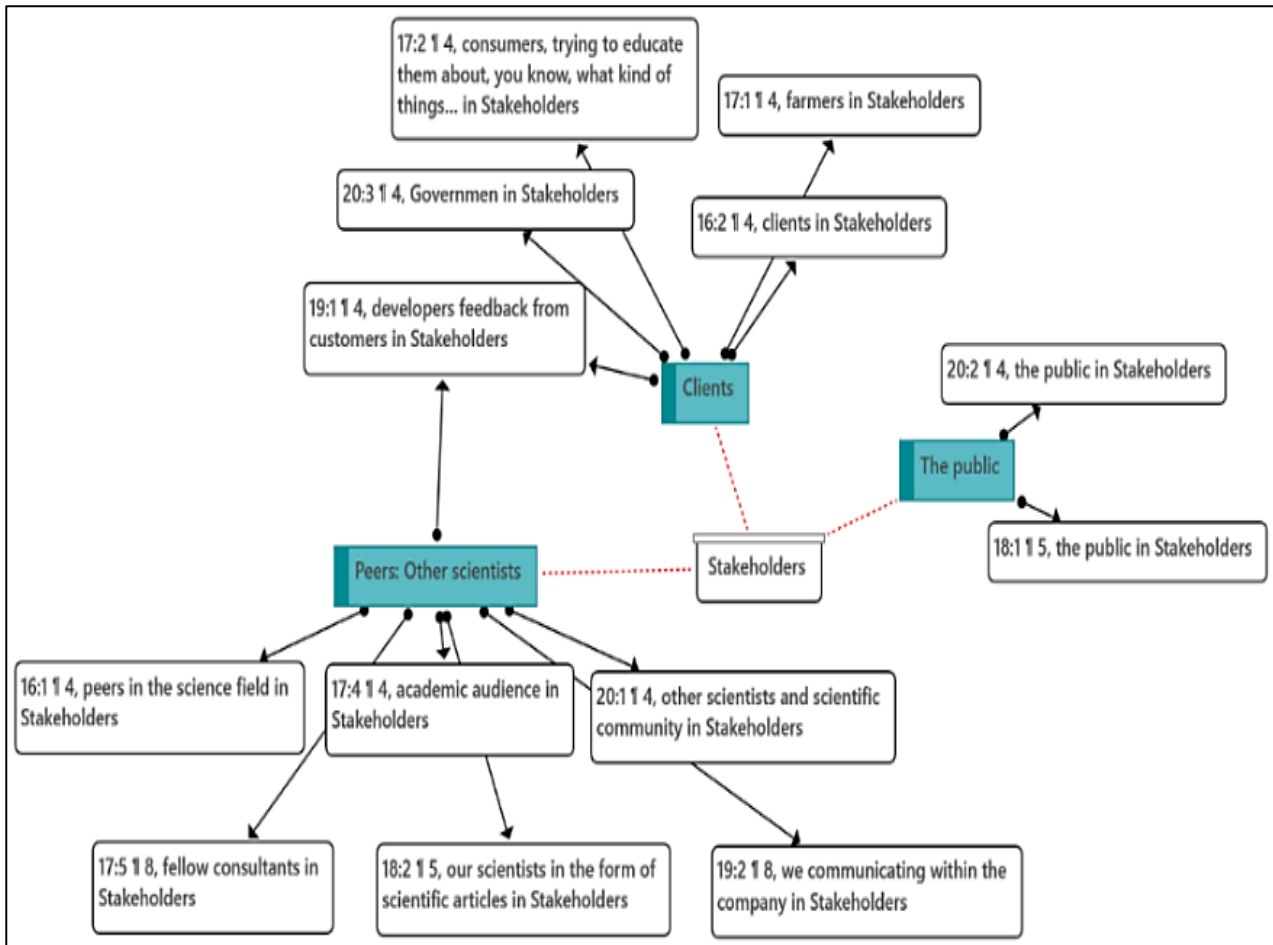 17:2 ¶ 4, consumers, trying to educate
them about, you know, what kind of
things... in Stakeholders
17:1 ¶ 4, farmers in Stakeholders
20:3 ¶ 4, Governmen in Stakeholders
16:2 ¶ 4, clients in Stakeholders
19:1 ¶ 4, developers feedback from
customers in Stakeholders
Clients
20:2 ¶ 4, the public in Stakeholders
The public
18:1 ¶ 5, the public in Stakeholders
Peers: Other scientists
Stakeholders
16:1 ¶ 4, peers in the science field in
Stakeholders
17:4 ¶ 4, academic audience in
Stakeholders
20:1 ¶ 4, other scientists and scientific
community in Stakeholders
17:5 ¶ 8, fellow consultants in
Stakeholders
18:2 ¶ 5, our scientists in the form of
scientific articles in Stakeholders
19:2 ¶ 8, we communicating within the
company in Stakeholders